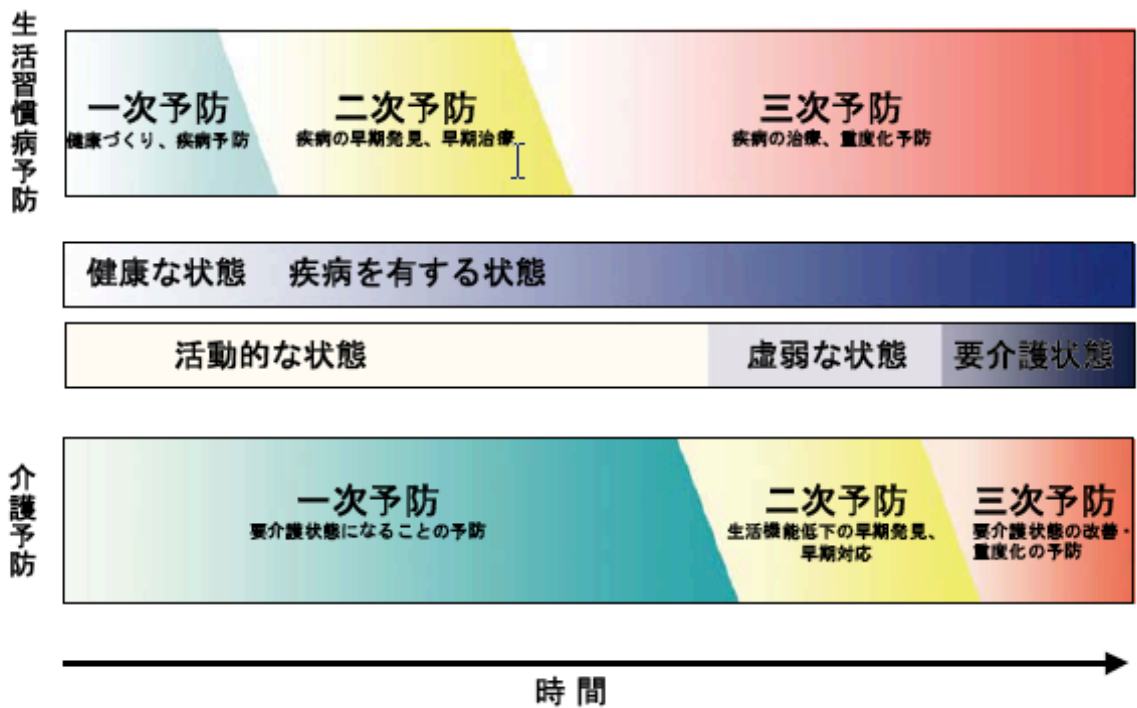 生活習慣病予防
一次予防
健康づくり、疾病予防
二次予防
疾病の早期発見、早期治療
三次予防
疾病の治療、重度化予防
健康な状態 疾病を有する状態
活動的な状態 虚弱な状態 要介護状態
介護予防
一次予防
要介護状態になることの予防
二次予防
生活機能低下の早期発見、
早期対応
三次予防
要介護状態の改善・
重度化の予防
時間